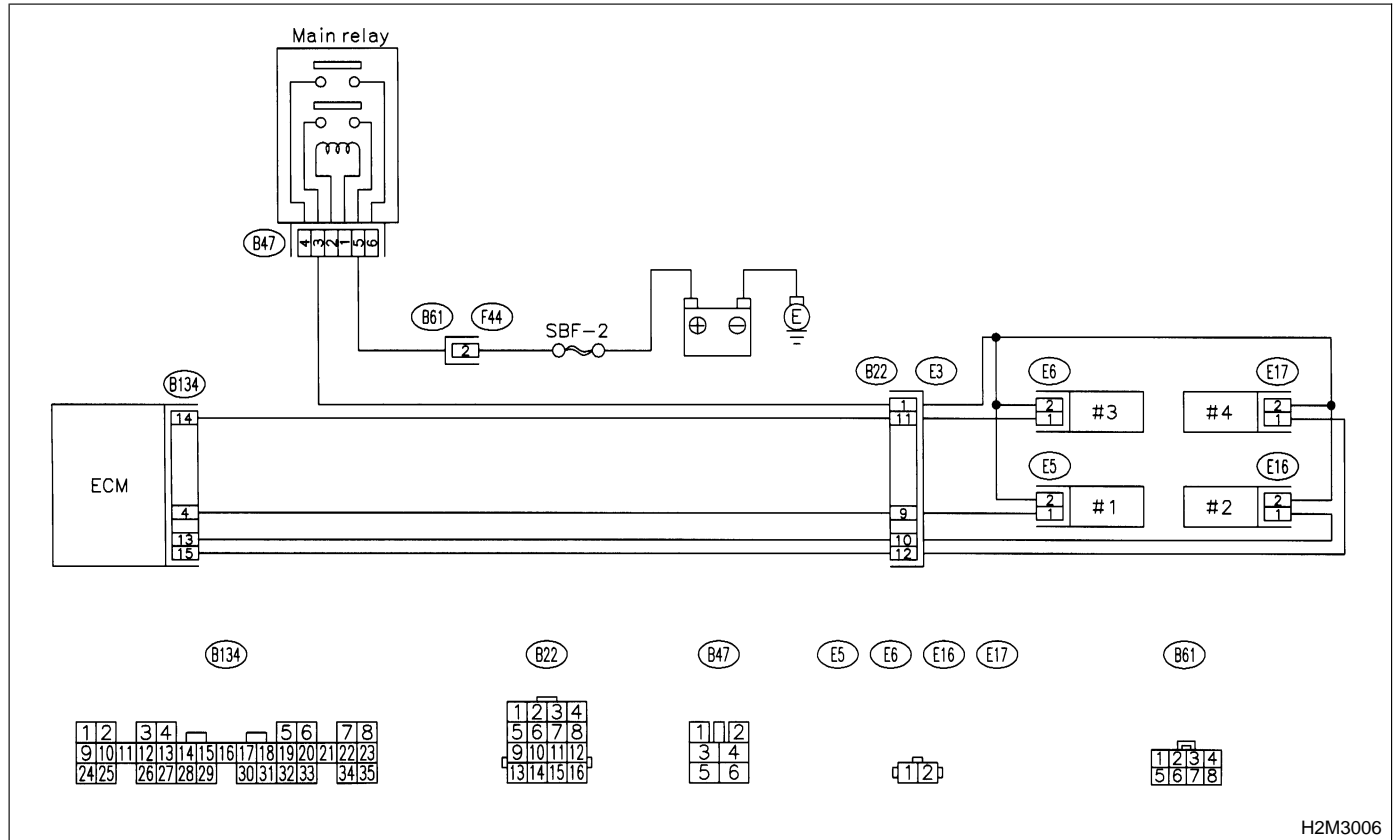 Main relay
B47
4 3 2 1 5 6
B61 F44
SBF-2
2
E
B134
B22 E3
E6
E17
14
1
11
2
1
#3
#4
2
1
ECM
E5
E16
4
9
2
1
#1
#2
2
1
13
15
10
12
B134
B22
B47
E5 E6 E16 E17
B61
1 2 3 4 5 6 7 8
9 10 11 12 13 14 15 16 17 18 19 20 21 22 23
24 25 26 27 28 29 30 31 32 33 34 35
1 2 3 4
5 6 7 8
9 10 11 12
13 14 15 16
1 2
3 4
5 6
1 2
1 2 3 4
5 6 7 8
H2M3006